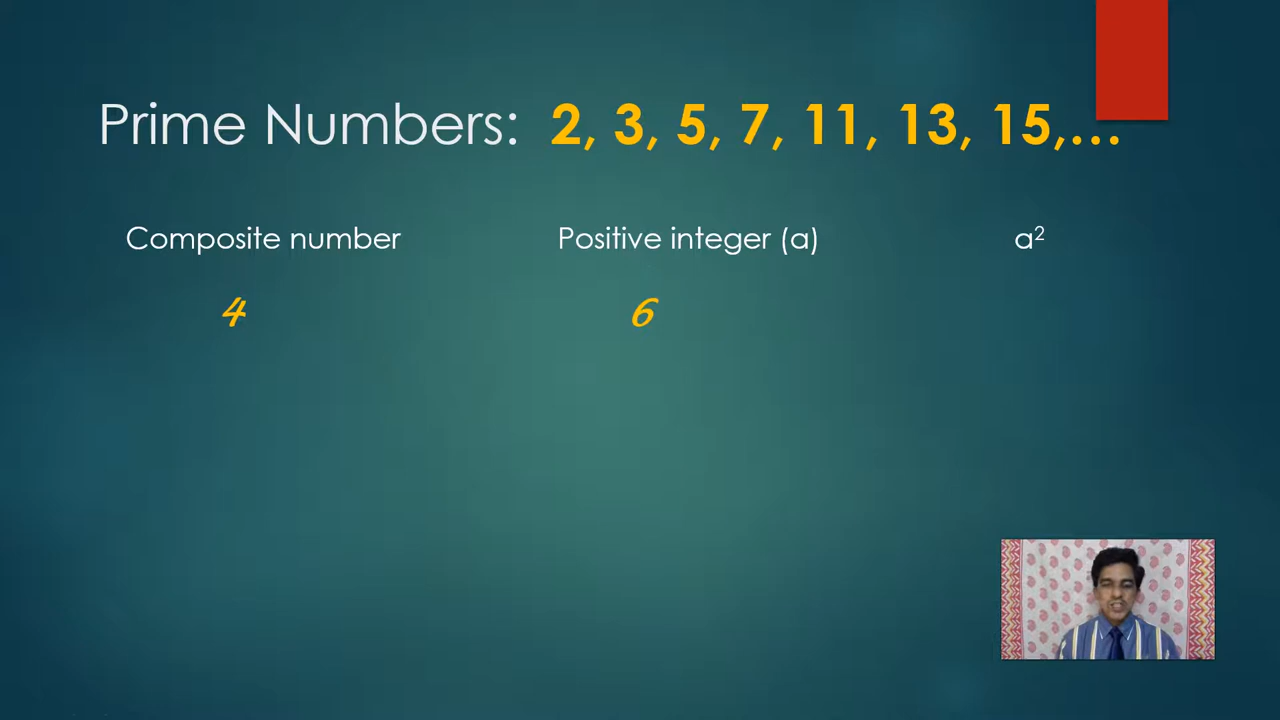 Prime Numbers: 2, 3, 5, 7, 11, 13, 15,...
Composite number Positive integer (a) a²
4 6